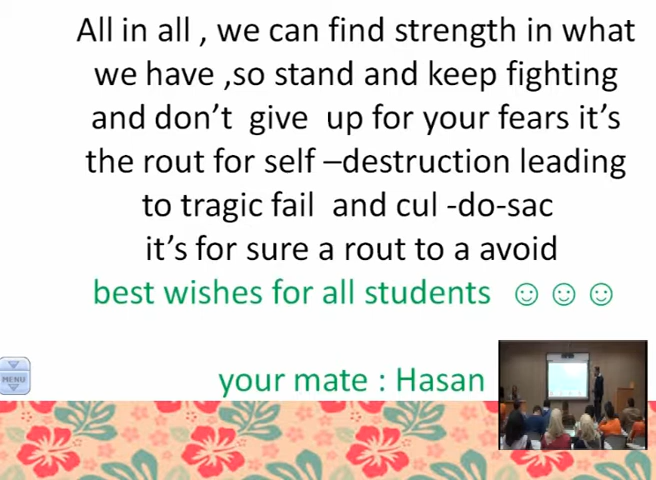 All in all , we can find strength in what
we have ,so stand and keep fighting
and don't give up for your fears it's
the rout for self –destruction leading
to tragic fail and cul -do-sac
it's for sure a rout to a avoid
best wishes for all students ☺ ☺ ☺
your mate : Hasan
MENU